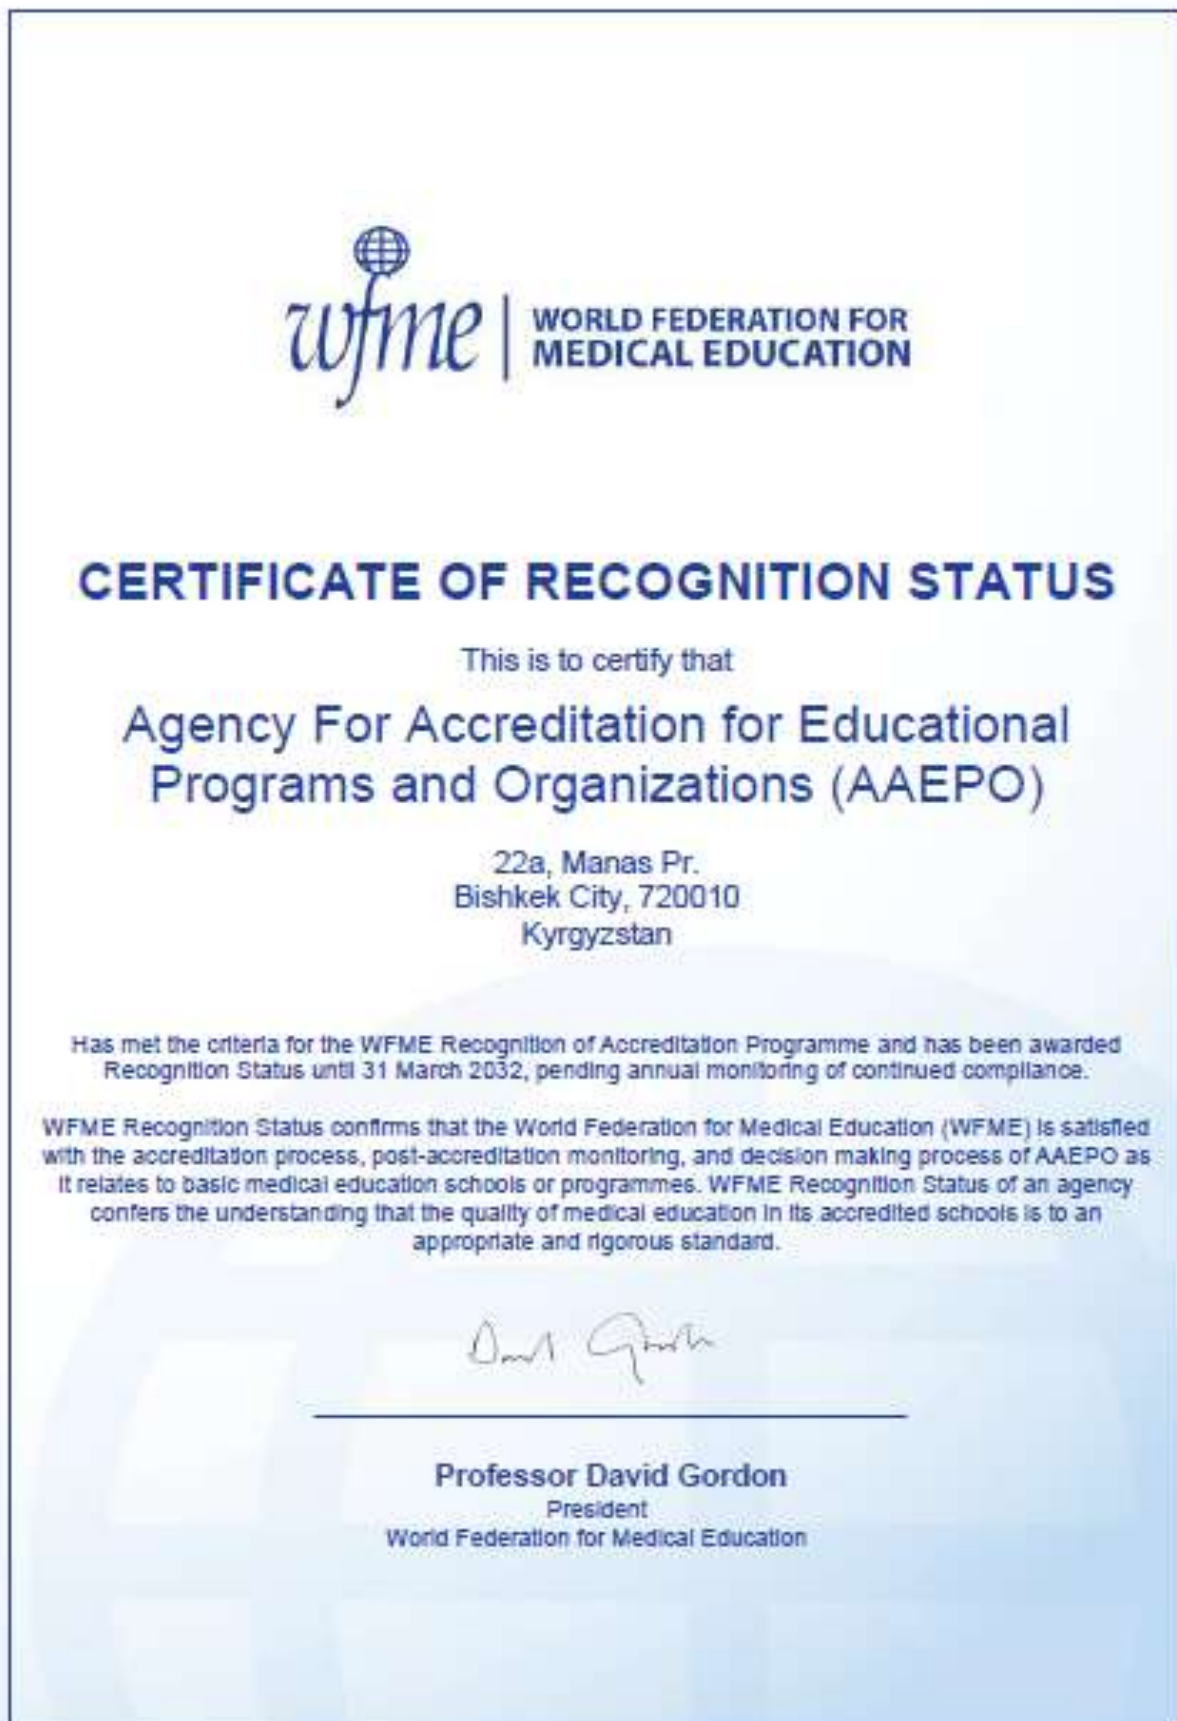 wfme
WORLD FEDERATION FOR
MEDICAL EDUCATION
CERTIFICATE OF RECOGNITION STATUS
This is to certify that
Agency For Accreditation for Educational
Programs and Organizations (AAEPO)
22a, Manas Pr.
Bishkek City, 720010
Kyrgyzstan
Has met the criteria for the WFME Recognition of Accreditation Programme and has been awarded
Recognition Status until 31 March 2032, pending annual monitoring of continued compliance.
WFME Recognition Status confirms that the World Federation for Medical Education (WFME) is satisfied
with the accreditation process, post-accreditation monitoring, and decision making process of AAEPO as
it relates to basic medical education schools or programmes. WFME Recognition Status of an agency
confers the understanding that the quality of medical education in its accredited schools is to an
appropriate and rigorous standard.
David Gordon
Professor David Gordon
President
World Federation for Medical Education